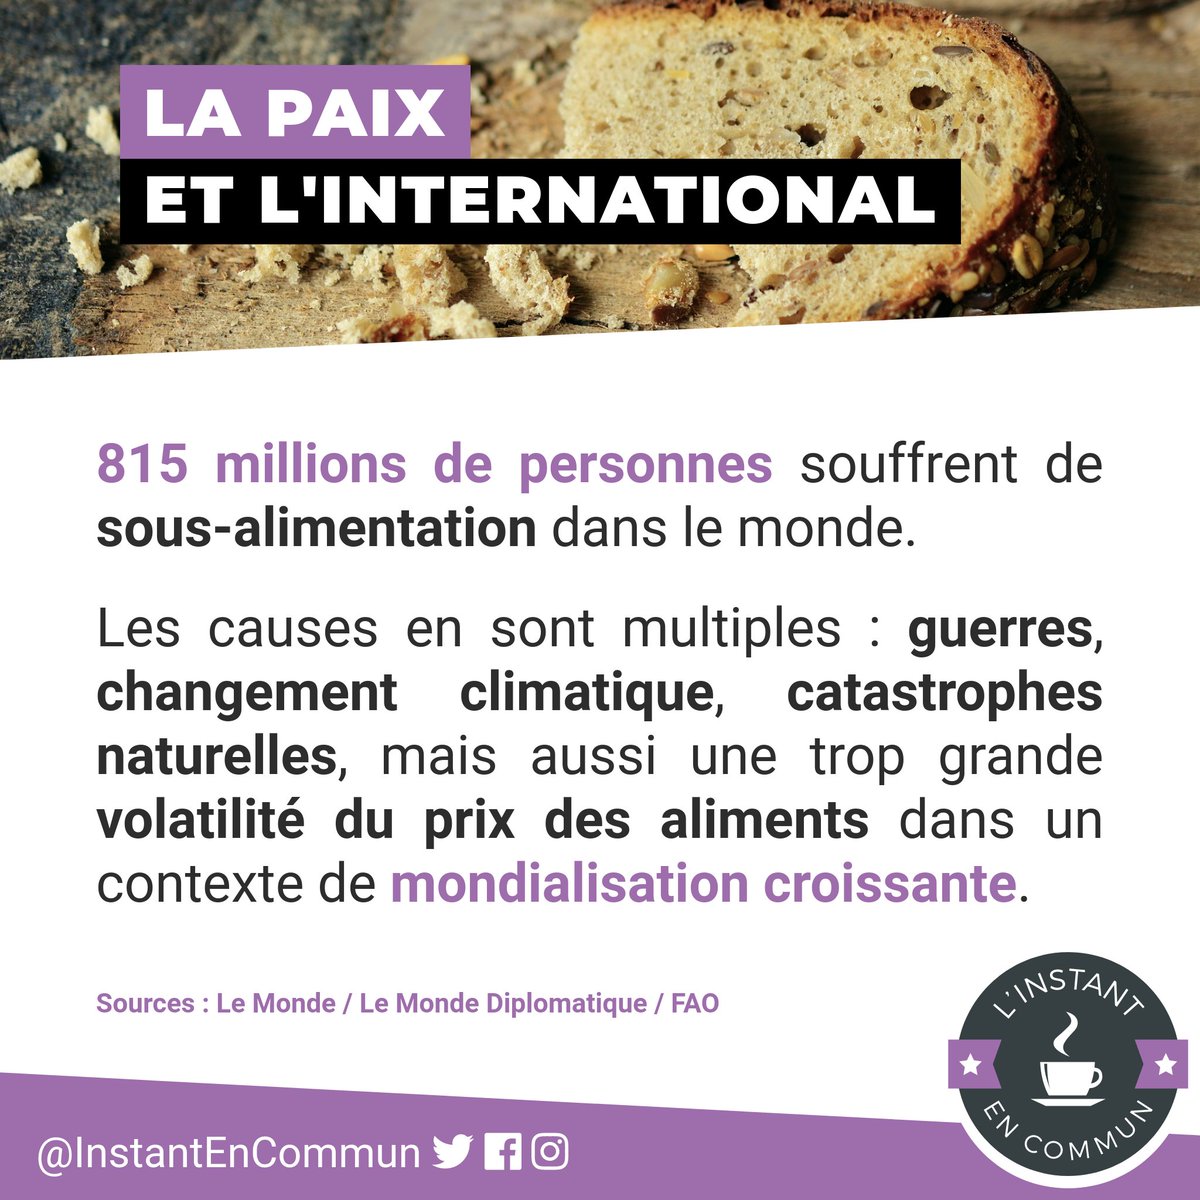 LA PAIX
ET L'INTERNATIONAL
815 millions de personnes souffrent de
sous-alimentation dans le monde.
Les causes en sont multiples : guerres,
changement climatique, catastrophes
naturelles, mais aussi une trop grande
volatilité du prix des aliments dans un
contexte de mondialisation croissante.
Sources : Le Monde / Le Monde Diplomatique / FAO
L'INSTANT
EN COMMUN
@InstantEnCommun